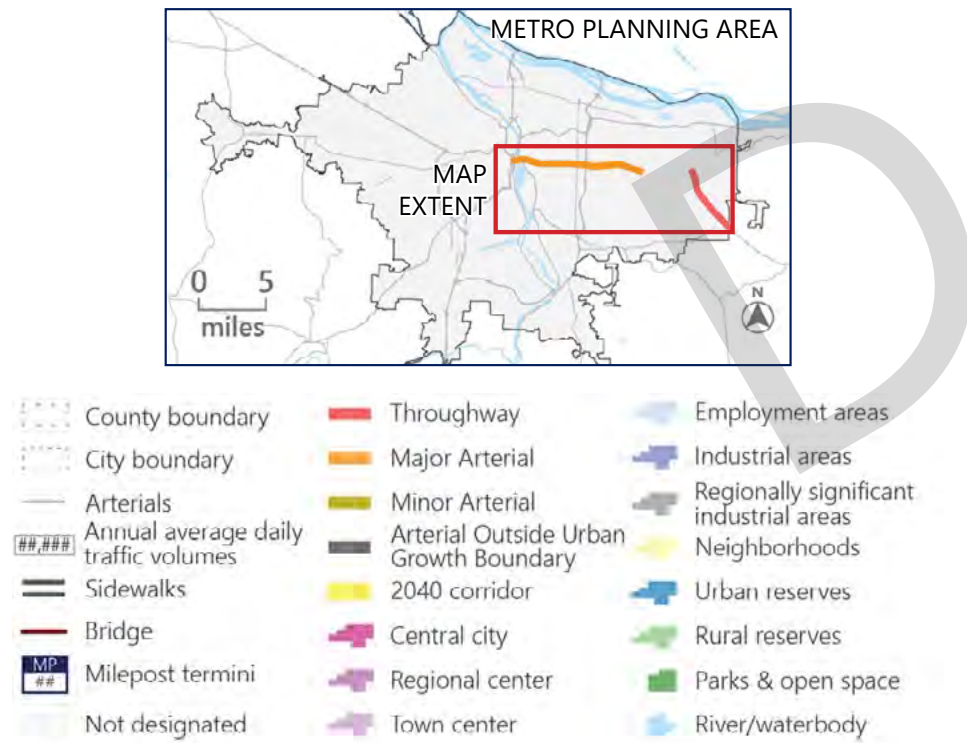 METRO PLANNING AREA
MAP
EXTENT
0 5
miles
N
D
County boundary
City boundary
Arterials
##,###
Annual average daily
traffic volumes
Sidewalks
Bridge
MP
##
Milepost termini
Not designated
Throughway
Major Arterial
Minor Arterial
Arterial Outside Urban
Growth Boundary
2040 corridor
Central city
Regional center
Town center
Employment areas
Industrial areas
Regionally significant
industrial areas
Neighborhoods
Urban reserves
Rural reserves
Parks & open space
River/waterbody